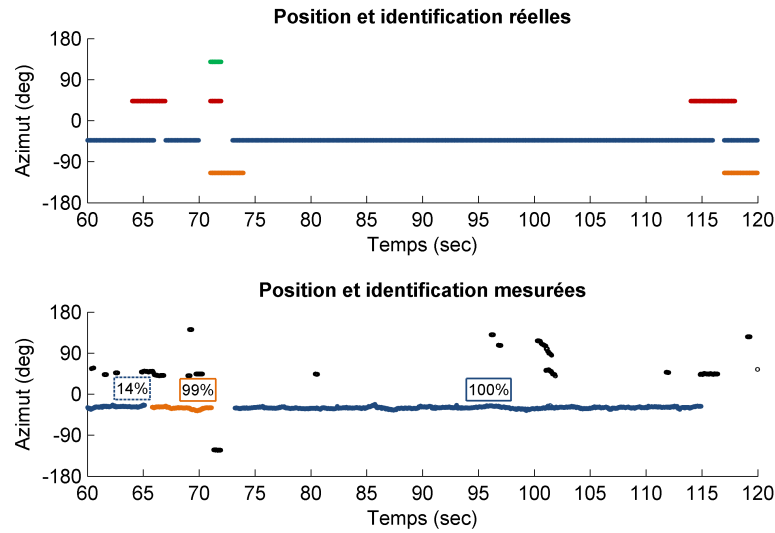 Position et identification réelles
180
90
0
-90
-180
Azimut (deg)
60 65 70 75 80 85 90 95 100 105 110 115 120
Temps (sec)
Position et identification mesurées
180
90
0
-90
-180
Azimut (deg)
14% 99% 100%
60 65 70 75 80 85 90 95 100 105 110 115 120
Temps (sec)